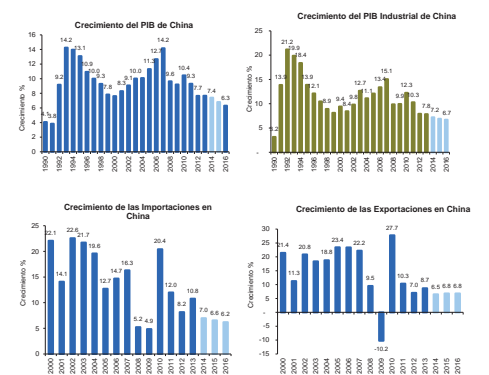 Crecimiento del PIB de China
Crecimiento %
16
14
12
10
8
6
4
2
0
4.1 3.8 9.2 14.2 14.0 13.1 10.9 10.0 9.3 7.8 8.3 9.1 10.0 11.3 12.7 14.2 9.6 10.4 9.3 7.7 7.4 6.3
1990 1992 1994 1996 1998 2000 2002 2004 2006 2008 2010 2012 2014 2016
Crecimiento del PIB Industrial de China
Crecimiento %
25
20
15
10
5
-
3.2 13.9 21.2 19.9 18.4 13.9 12.1 8.9 9.4 8.4 9.8 12.7 11.1 13.4 15.1 9.9 12.3 10.3 7.8 7.2 6.7
1990 1992 1994 1996 1998 2000 2002 2004 2006 2008 2010 2012 2014 2016
Crecimiento de las Importaciones en
China
Crecimiento %
25
20
15
10
5
0
22.1 14.1 22.6 21.7 19.6 12.7 14.7 16.3 5.2 4.9 20.4 12.0 8.2 10.8 7.0 6.6 6.2
2000 2001 2002 2003 2004 2005 2006 2007 2008 2009 2010 2011 2012 2013 2014 2015 2016
Crecimiento de las Exportaciones en China
Crecimiento %
30
25
20
15
10
5
-
-5
-10
-15
21.4 11.3 20.8 18.8 23.4 22.2 9.5 -10.2 27.7 10.3 7.0 8.7 6.5 6.8 6.8
2000 2001 2002 2003 2004 2005 2006 2007 2008 2009 2010 2011 2012 2013 2014 2015 2016